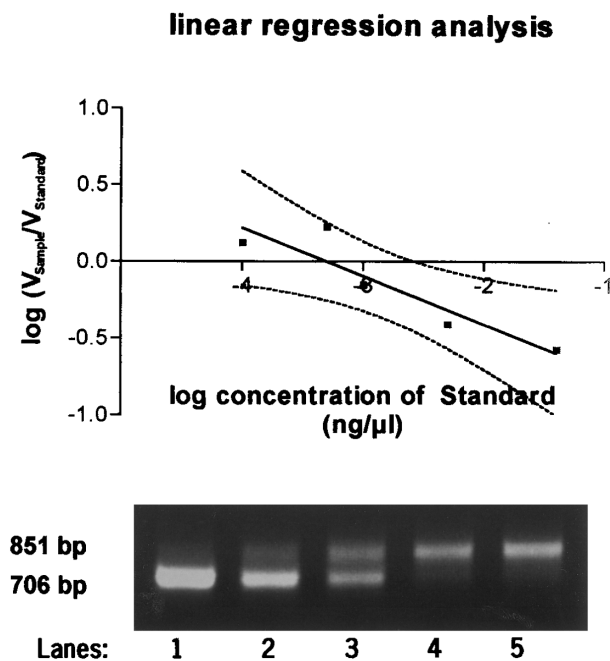 linear regression analysis
1.0
0.5
0.0
-0.5
-1.0
log (VSample/VStandard)
-4
-3
-2
-1
log concentration of Standard
(ng/µl)
851 bp
706 bp
Lanes: 1 2 3 4 5